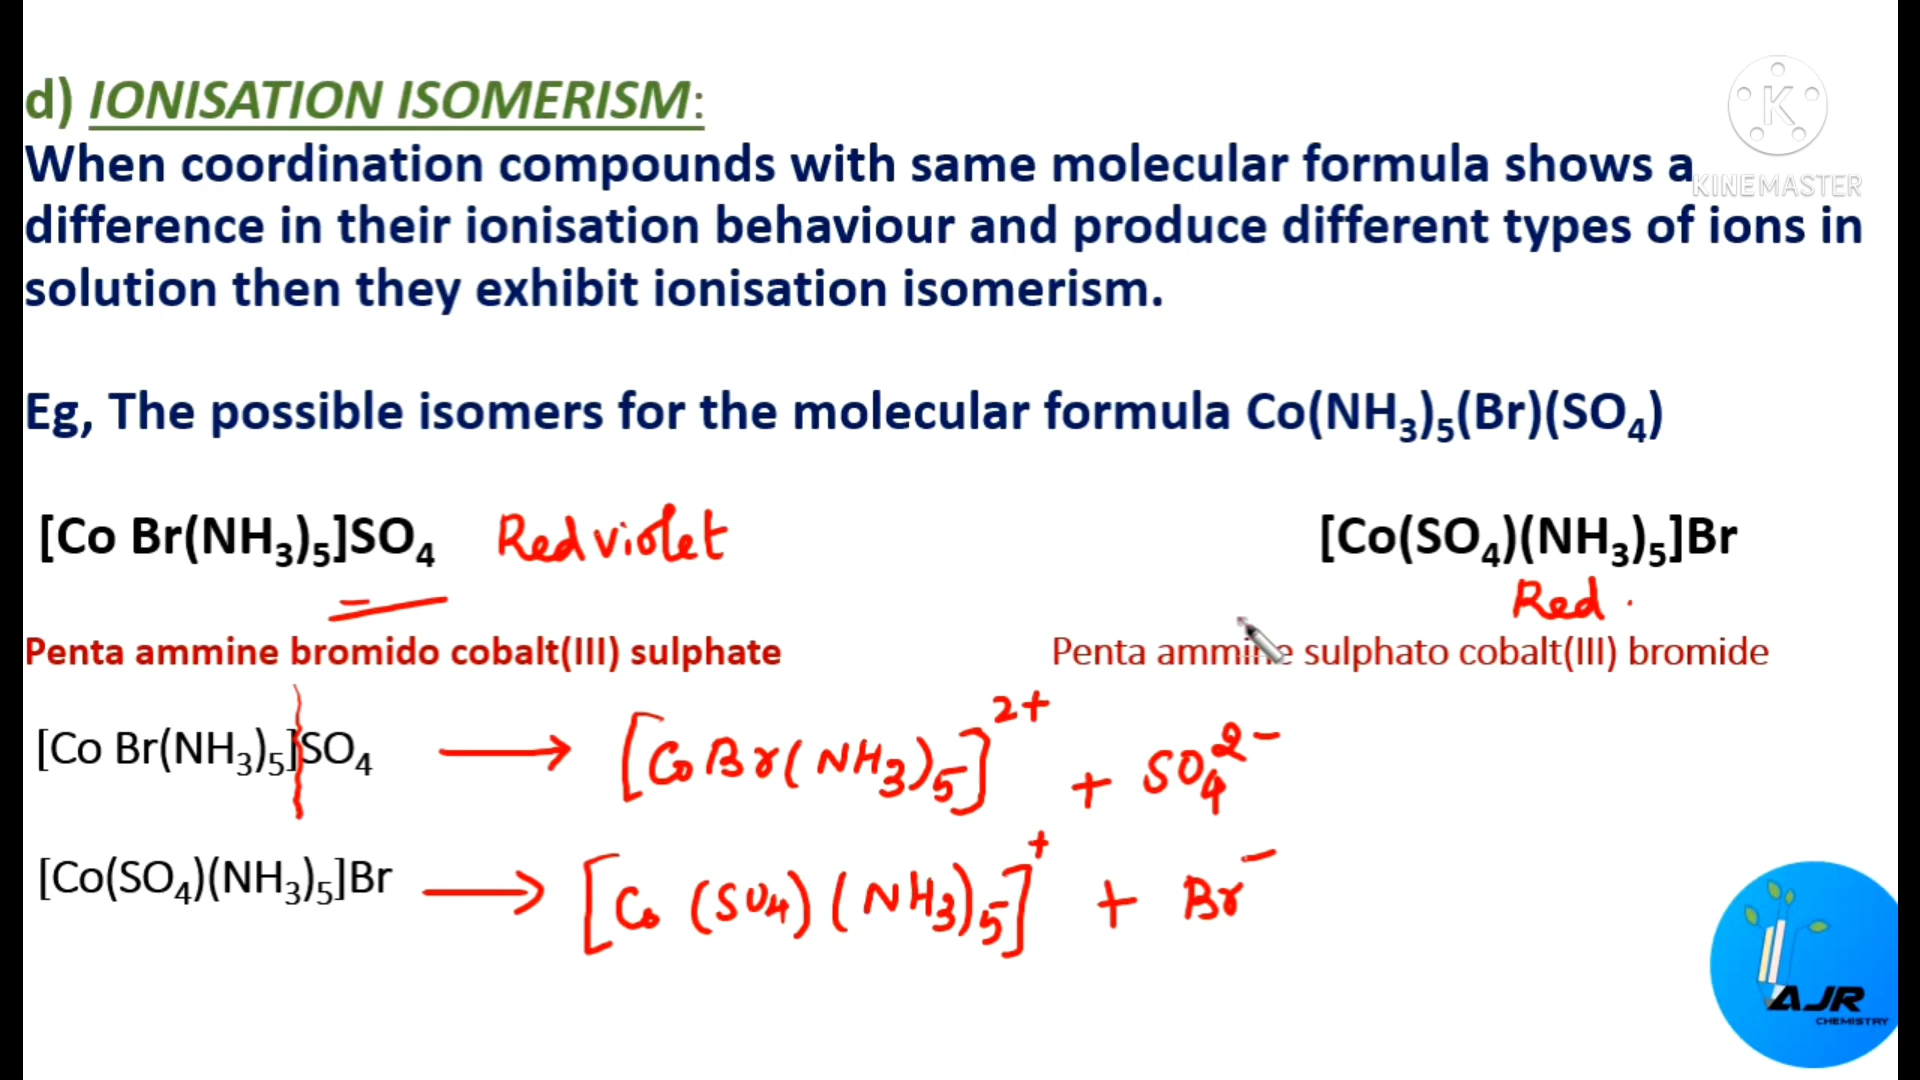 d) IONISATION ISOMERISM:
When coordination compounds with same molecular formula shows a
KINEMASTER
difference in their ionisation behaviour and produce different types of ions in
solution then they exhibit ionisation isomerism.
Eg, The possible isomers for the molecular formula Co(NH₃)₅(Br)(SO₄)
[Co Br(NH₃)₅]SO₄ Red violet [Co(SO₄)(NH₃)₅]Br
Red .
Penta ammine bromido cobalt(III) sulphate Penta ammine sulphato cobalt(III) bromide
[Co Br(NH₃)₅]SO₄ → [CoBr(NH₃)₅]²⁺ + SO₄²⁻
[Co(SO₄)(NH₃)₅]Br → [Co (SO₄) (NH₃)₅]⁺ + Br⁻
AJR
CHEMISTRY